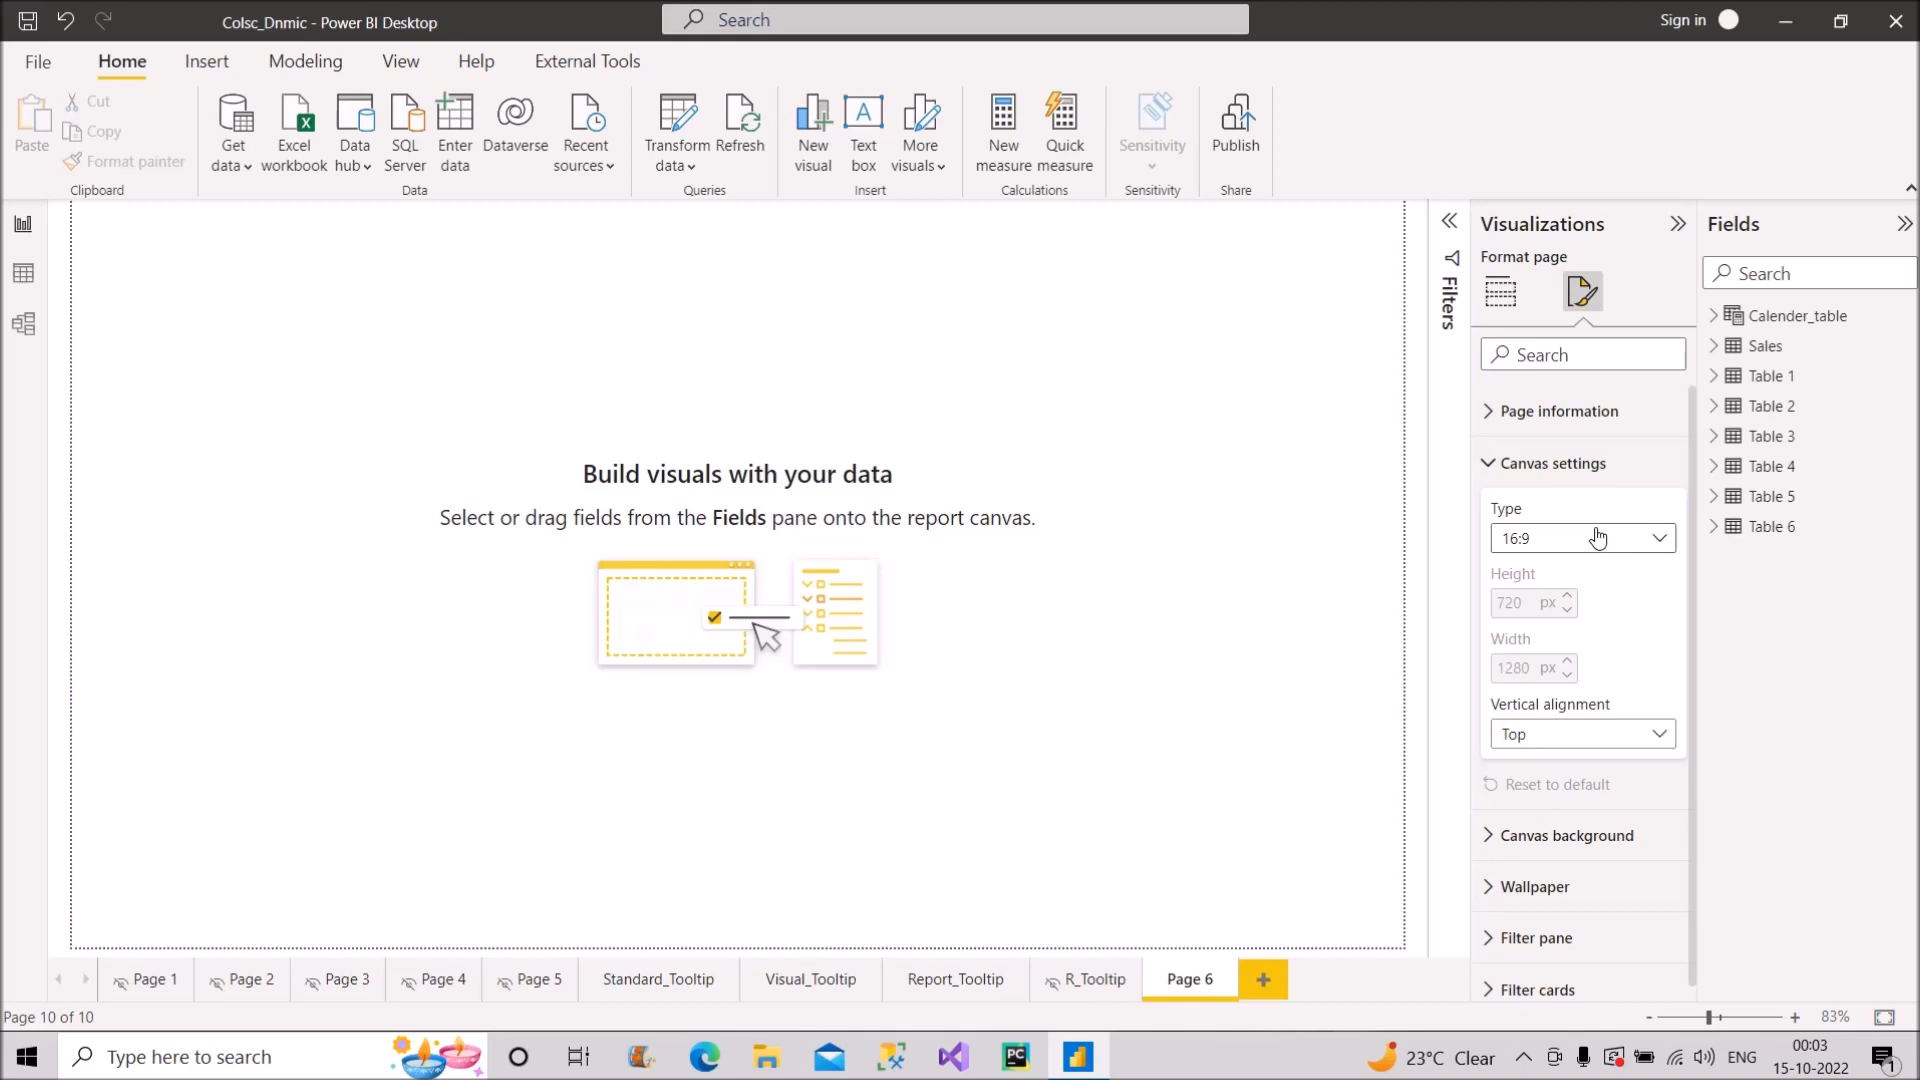 Colsc_Dnmic - Power BI Desktop
Search
Sign in
File Home Insert Modeling View Help External Tools
Paste
Cut
Copy
Format painter
Clipboard
Get data
Excel workbook
Data hub
SQL Server
Enter data
Dataverse
Recent sources
Data
Transform data
Refresh
Queries
New visual
Text box
More visuals
Insert
New measure
Quick measure
Calculations
Sensitivity
Sensitivity
Publish
Share
Build visuals with your data
Select or drag fields from the Fields pane onto the report canvas.
Filters
Visualizations
Format page
Search
Page information
Canvas settings
Type
16:9
Height
720 px
Width
1280 px
Vertical alignment
Top
Reset to default
Canvas background
Wallpaper
Filter pane
Filter cards
Fields
Search
Calender_table
Sales
Table 1
Table 2
Table 3
Table 4
Table 5
Table 6
Page 1 Page 2 Page 3 Page 4 Page 5 Standard_Tooltip Visual_Tooltip Report_Tooltip R_Tooltip Page 6 +
Page 10 of 10
- + 83%
Type here to search
PC
23°C Clear
ENG
00:03
15-10-2022
1